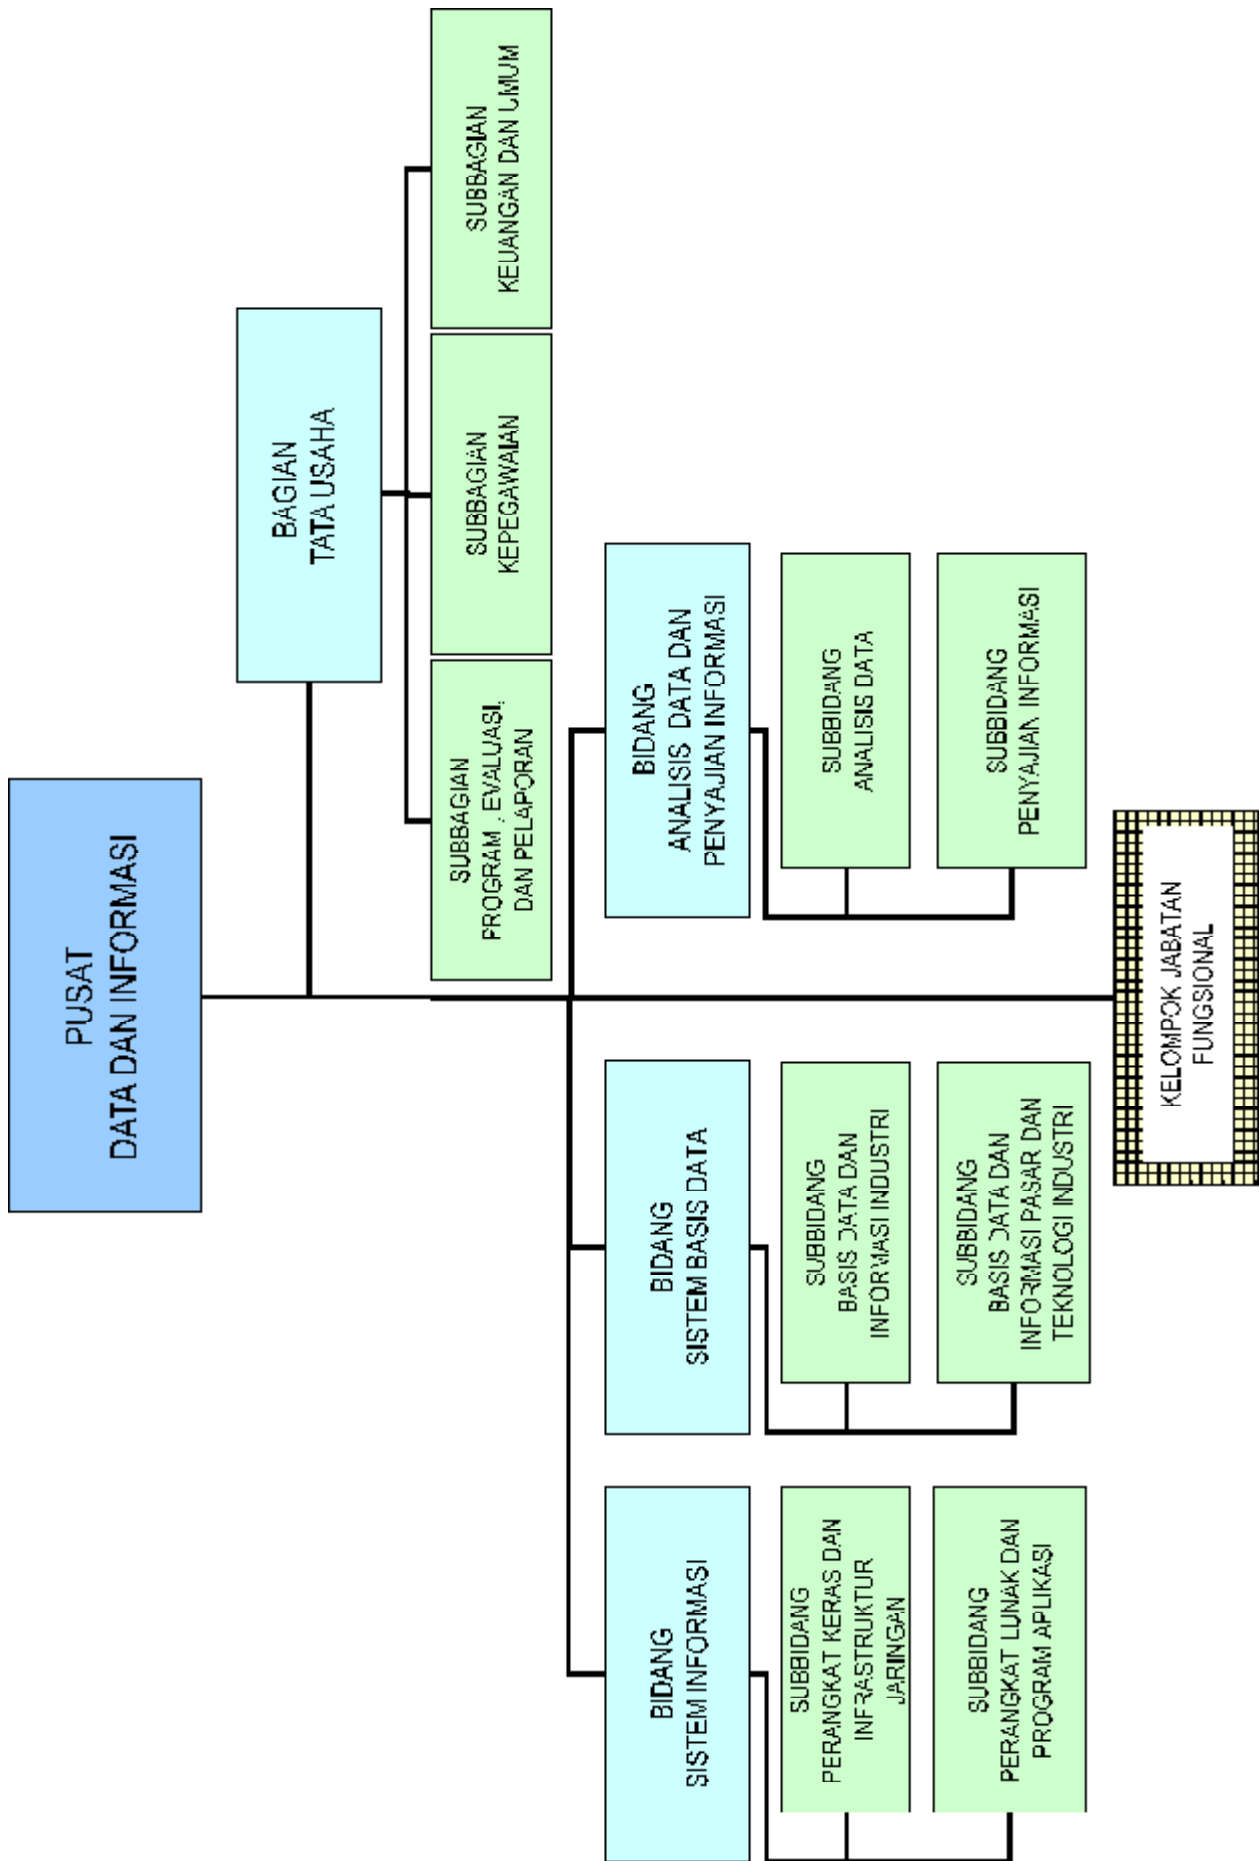 PUSAT
DATA DAN INFORMASI
BAGIAN
TATA USAHA
SUBBAGIAN
PROGRAM , EVALUASI,
DAN PELAPORAN
SUBBAGIAN
KEPEGAWAIAN
SUBBAGIAN
KEUANGAN DAN UMUM
BIDANG
SISTEM INFORMASI
BIDANG
SISTEM BASIS DATA
BIDANG
ANALISIS DATA DAN
PENYAJIAN INFORMASI
SUBBIDANG
PERANGKAT KERAS DAN
INFRASTRUKTUR
JARINGAN
SUBBIDANG
BASIS DATA DAN
INFORMASI INDUSTRI
SUBBIDANG
ANALISIS DATA
SUBBIDANG
PERANGKAT LUNAK DAN
PROGRAM APLIKASI
SUBBIDANG
BASIS DATA DAN
INFORMASI PASAR DAN
TEKNOLOGI INDUSTRI
SUBBIDANG
PENYAJIAN INFORMASI
KELOMPOK JABATAN
FUNGSIONAL